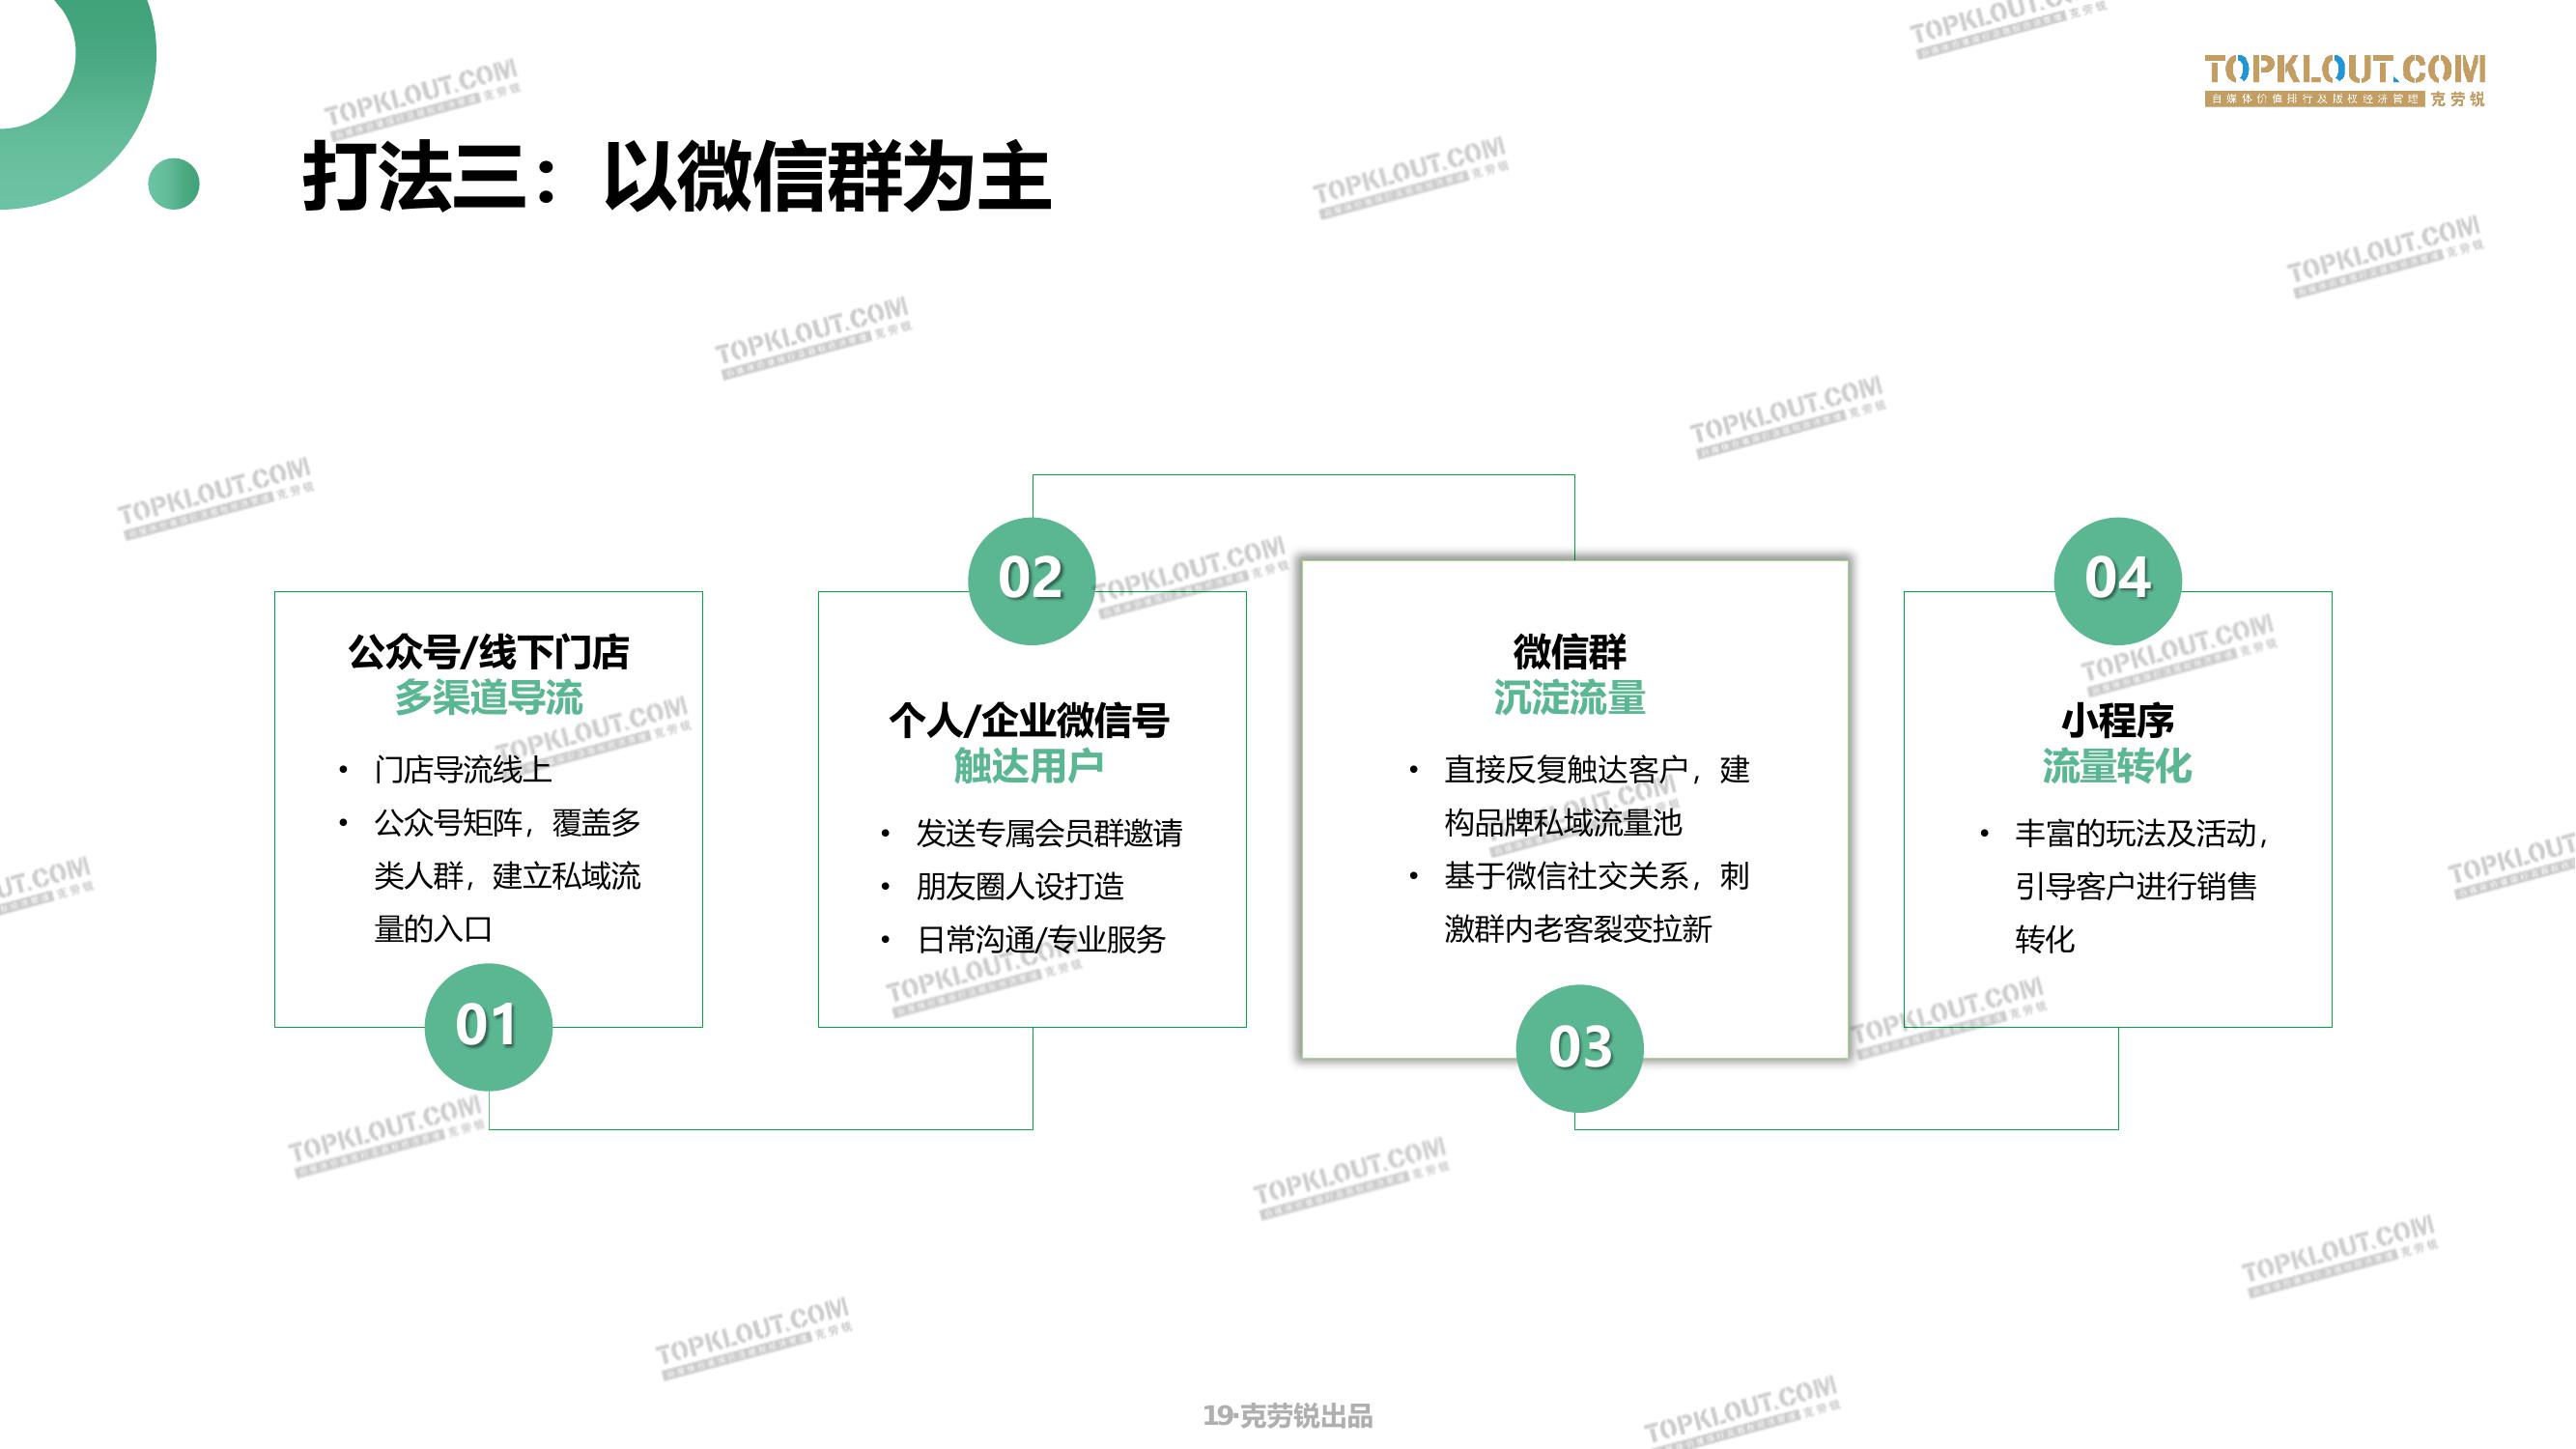 TOPKLOUT.COM
自媒体价值排行及版权经济管理 克劳锐
打法三：以微信群为主
公众号/线下门店
多渠道导流
• 门店导流线上
• 公众号矩阵，覆盖多
类人群，建立私域流
量的入口
01
02
个人/企业微信号
触达用户
• 发送专属会员群邀请
• 朋友圈人设打造
• 日常沟通/专业服务
微信群
沉淀流量
• 直接反复触达客户，建
构品牌私域流量池
• 基于微信社交关系，刺
激群内老客裂变拉新
03
04
小程序
流量转化
• 丰富的玩法及活动，
引导客户进行销售
转化
19·克劳锐出品